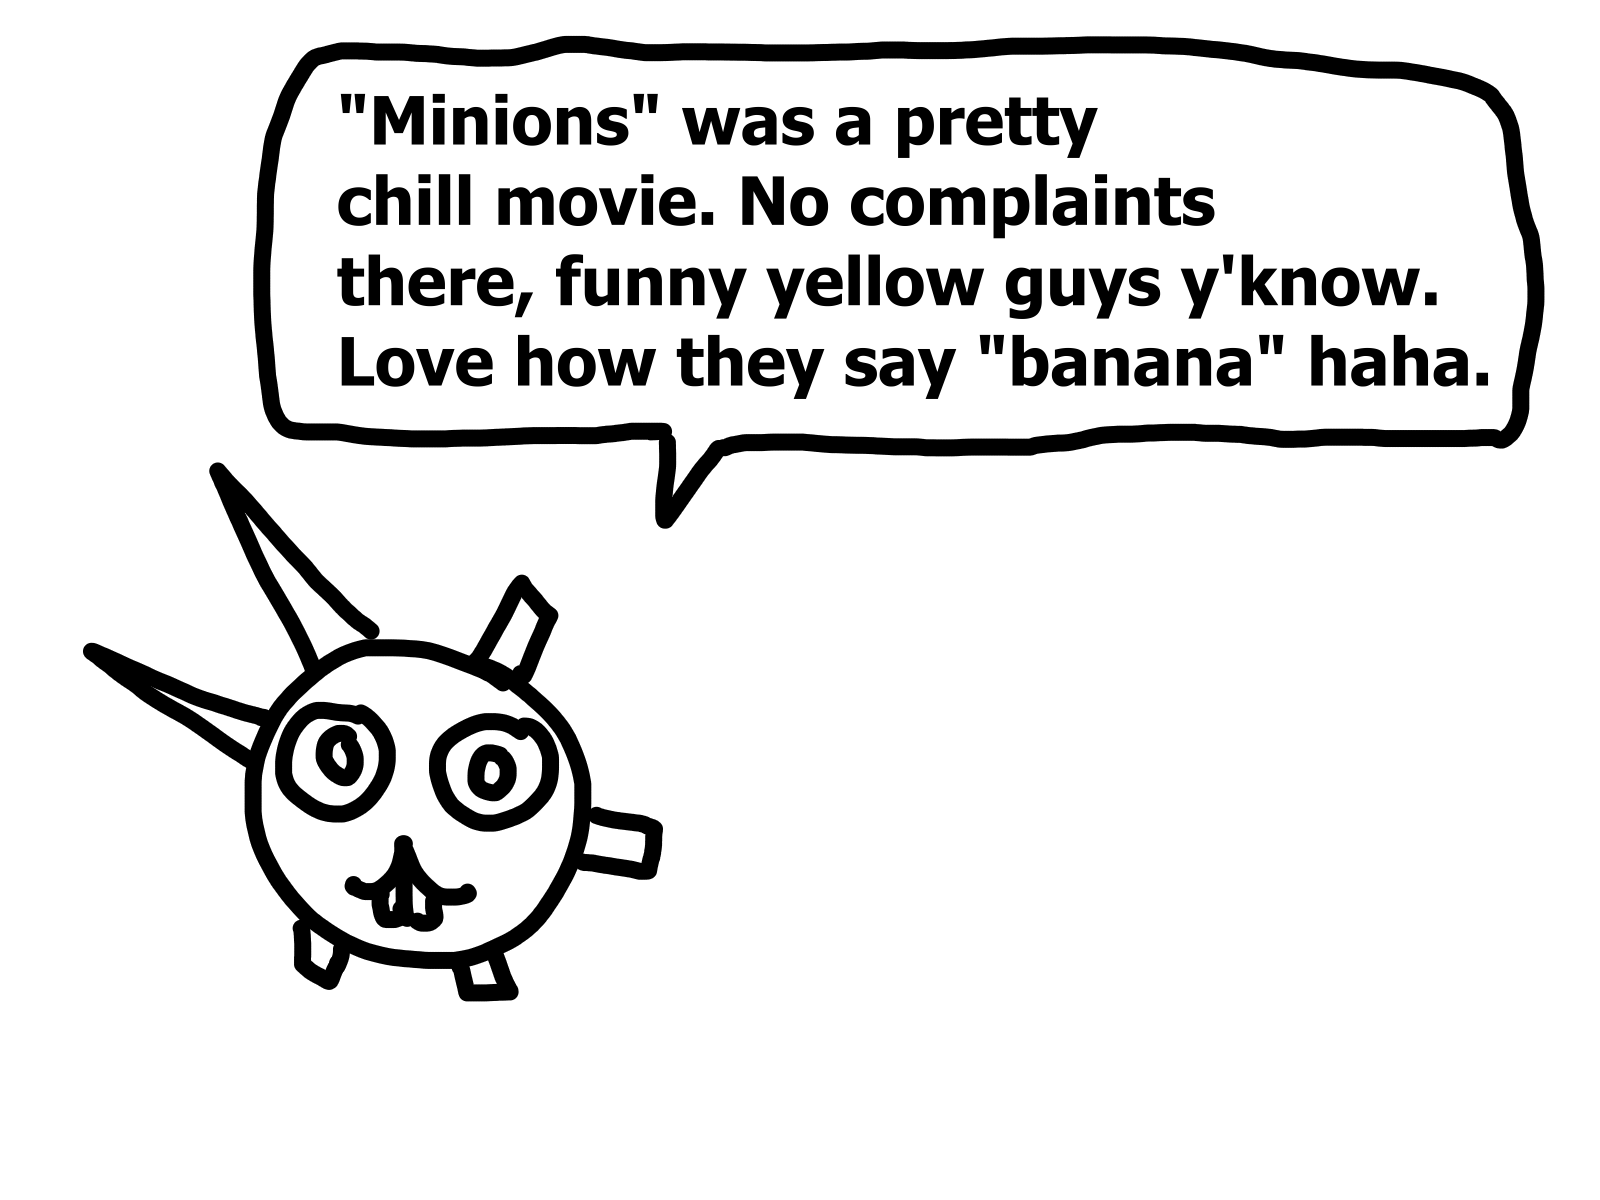 "Minions" was a pretty
chill movie. No complaints
there, funny yellow guys y'know.
Love how they say "banana" haha.